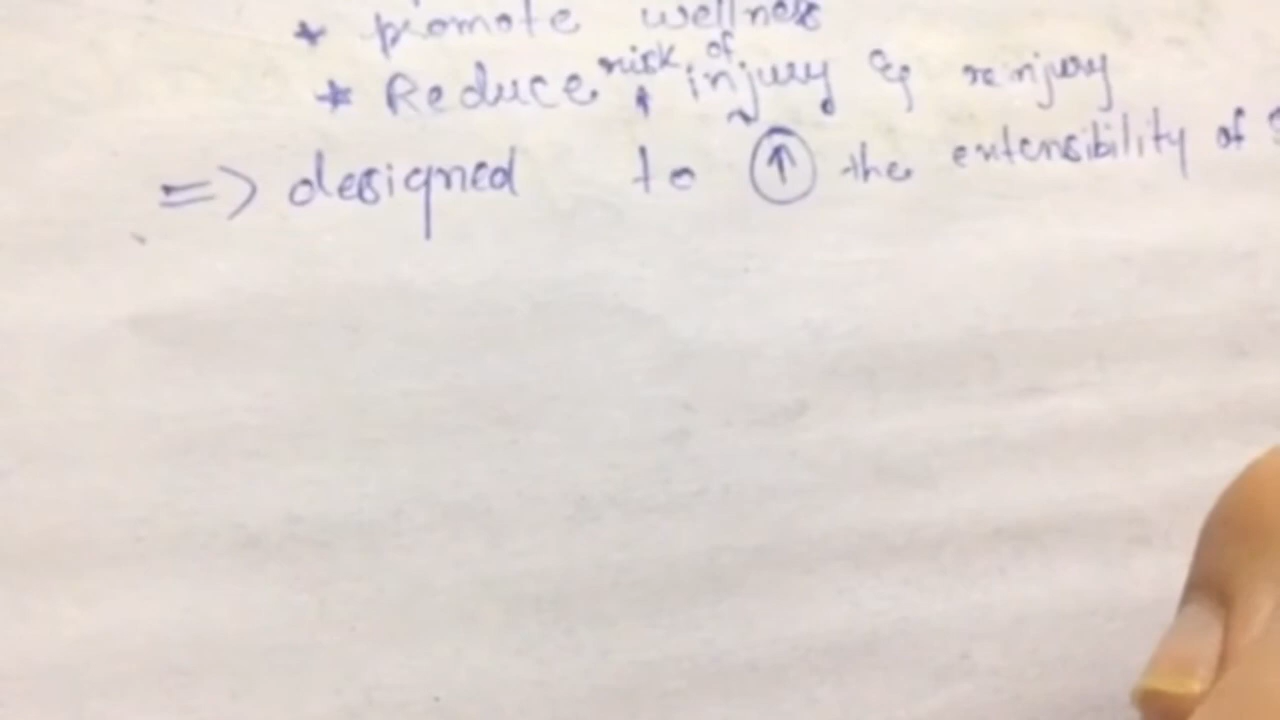 * promote wellness
* Reduce risk of injury & reinjury
=> designed to ↑ the extensibility of